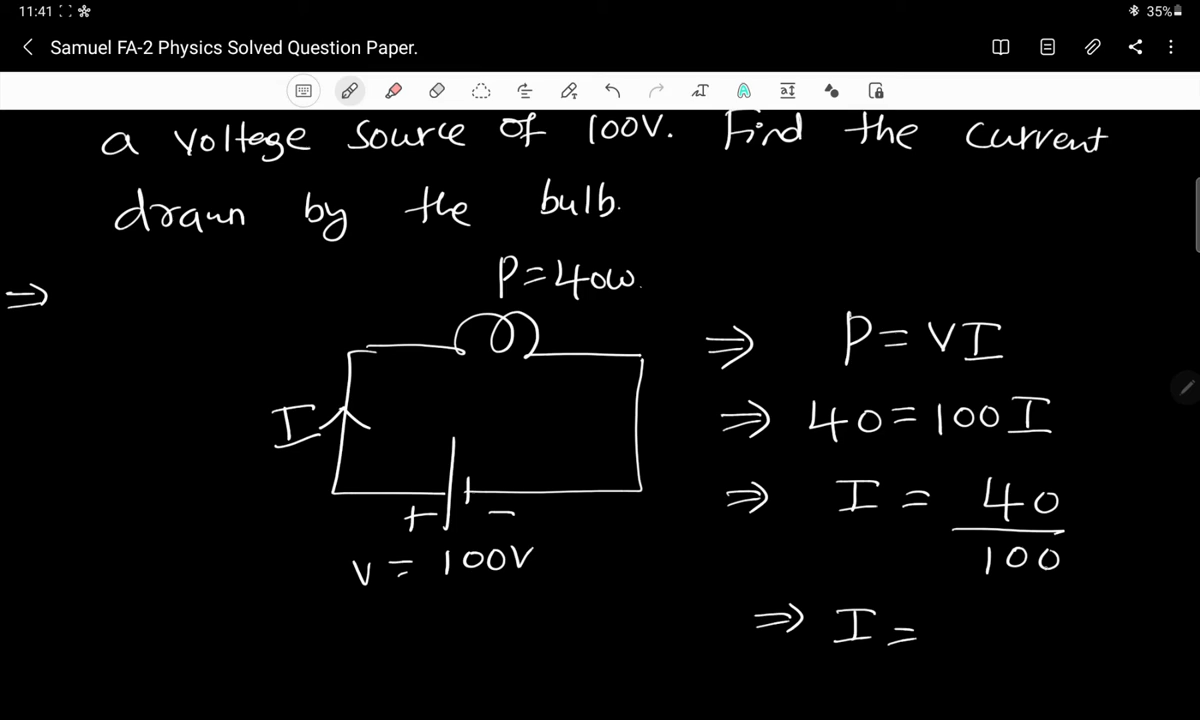 11:41 35%
Samuel FA-2 Physics Solved Question Paper.
a voltage source of 100V. Find the current
drawn by the bulb.
P=40W.
⇒
⇒ P= VI
I
⇒ 40=100I
⇒ I = 40
100
+ -
V = 100V
⇒ I =